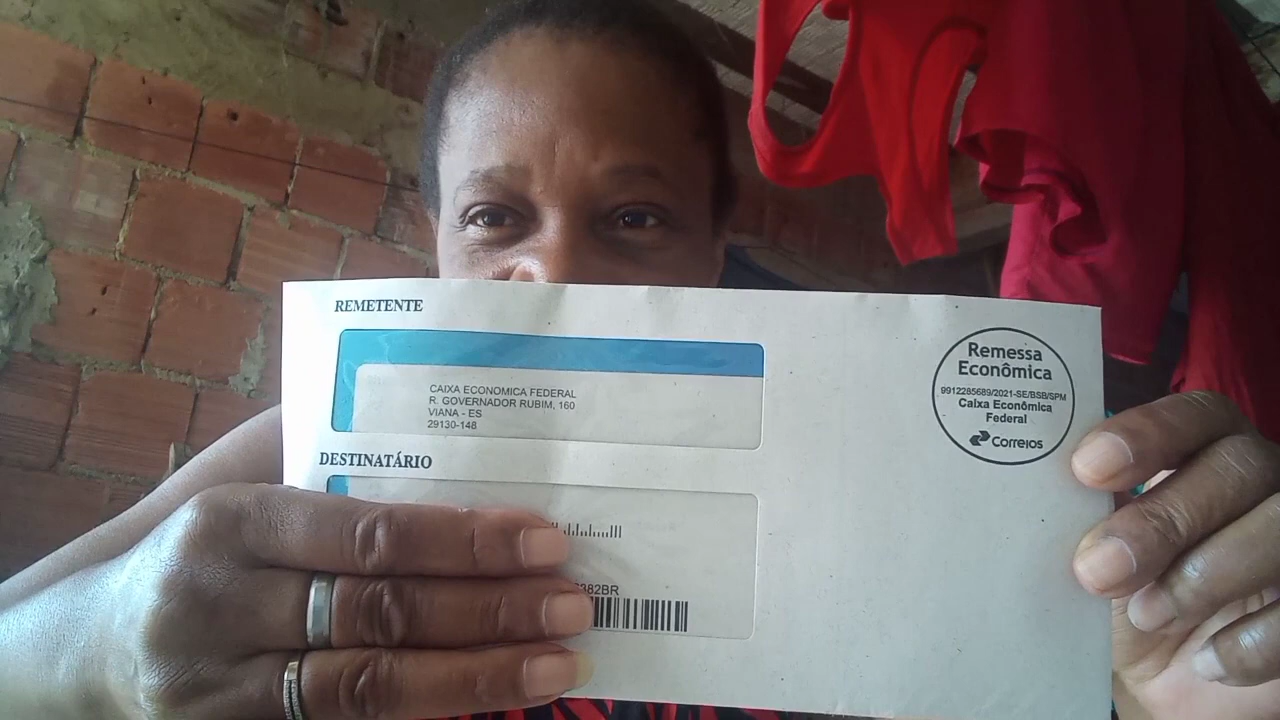 REMETENTE
CAIXA ECONOMICA FEDERAL
R. GOVERNADOR RUBIM, 160
VIANA - ES
29130-148
Remessa
Econômica
9912285689/2021-SE/BSB/SPM
Caixa Econômica
Federal
Correios
DESTINATÁRIO
382BR